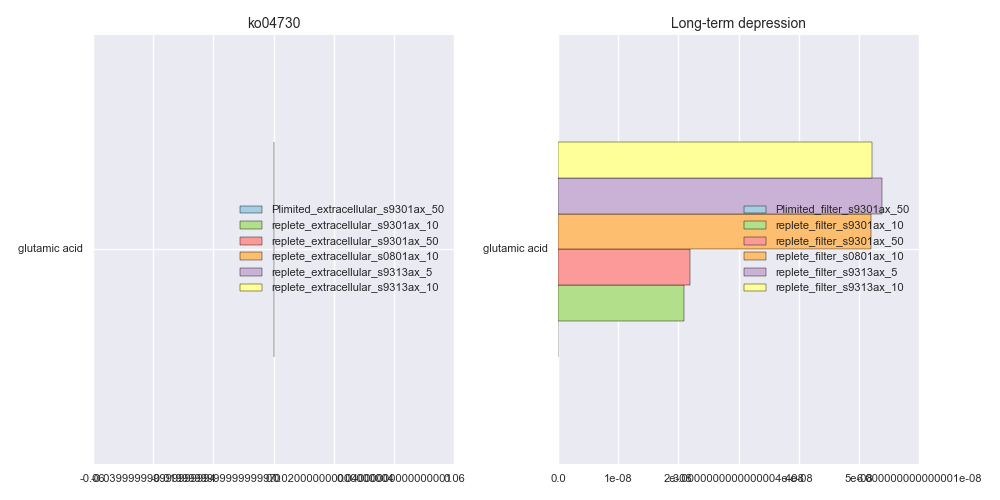 ko04730
glutamic acid
Plimited_extracellular_s9301ax_50
replete_extracellular_s9301ax_10
replete_extracellular_s9301ax_50
replete_extracellular_s0801ax_10
replete_extracellular_s9313ax_5
replete_extracellular_s9313ax_10
Long-term depression
glutamic acid
Plimited_filter_s9301ax_50
replete_filter_s9301ax_10
replete_filter_s9301ax_50
replete_filter_s0801ax_10
replete_filter_s9313ax_5
replete_filter_s9313ax_10
0.0 1e-08